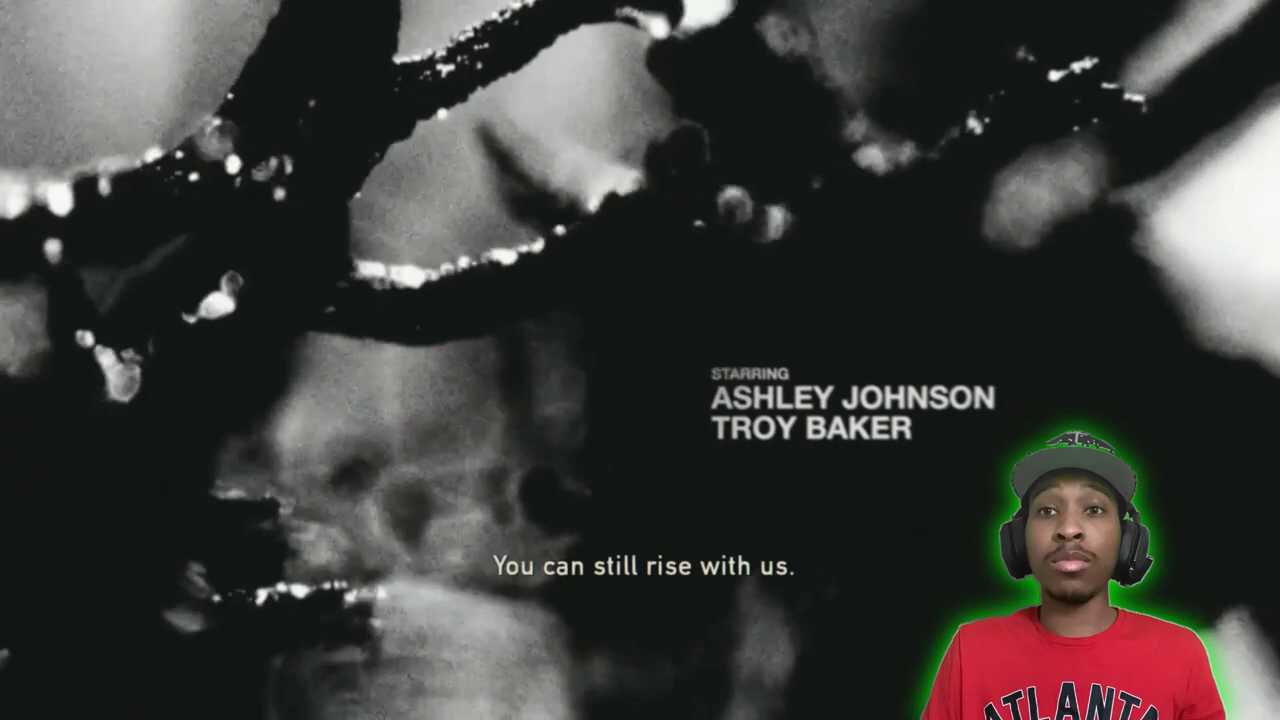 STARRING
ASHLEY JOHNSON
TROY BAKER
You can still rise with us.
ATLANTA